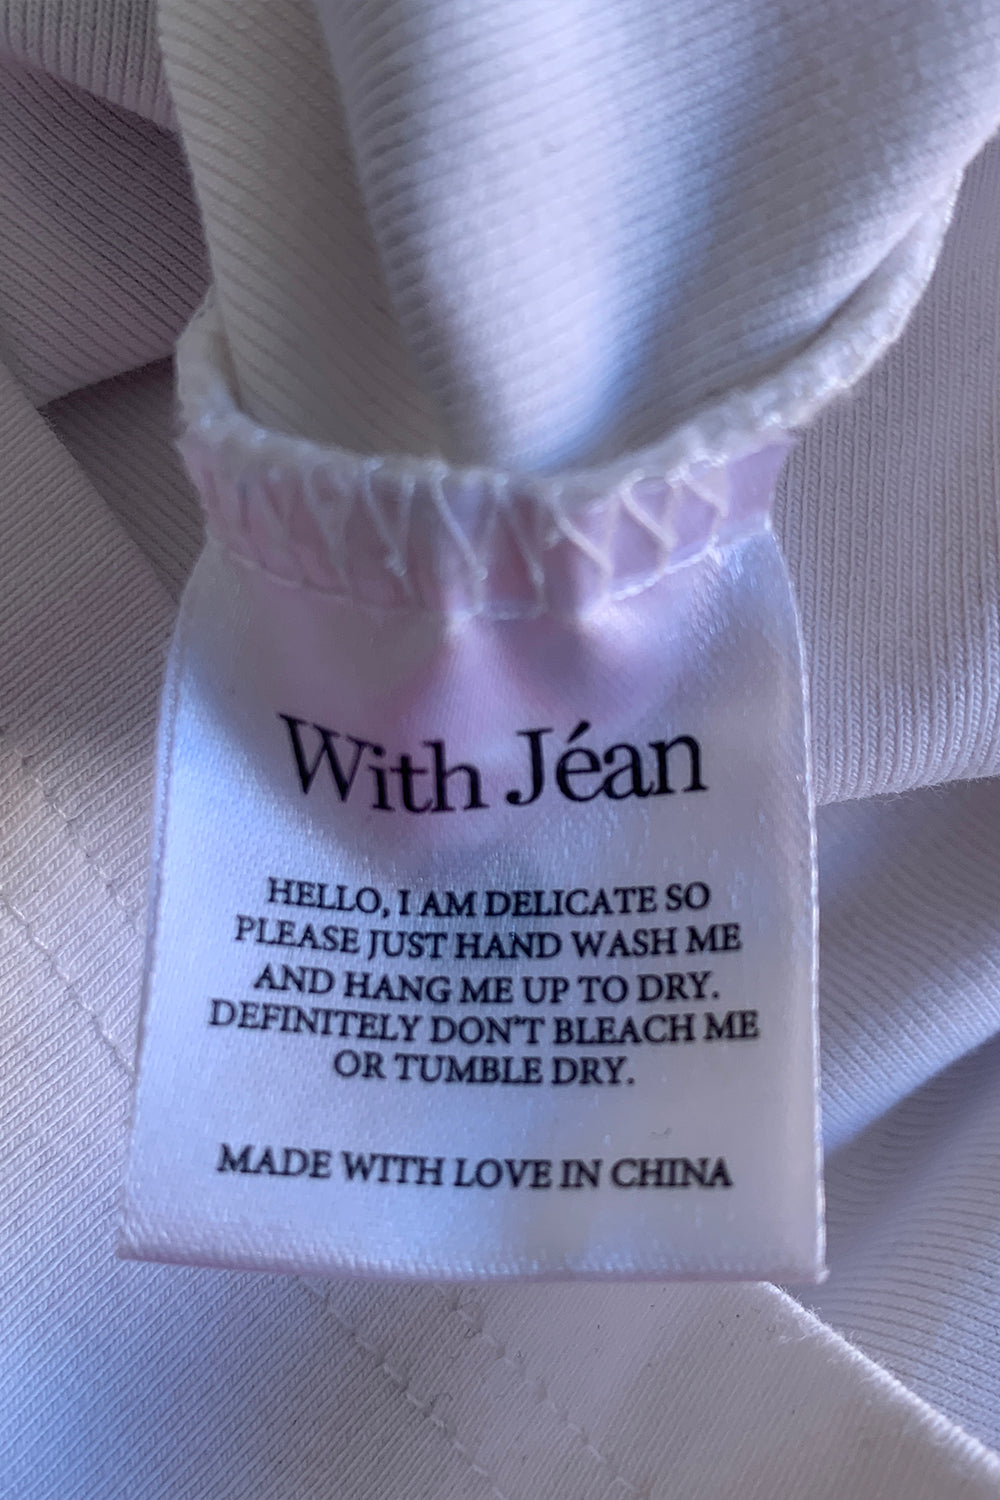 With Jéan
HELLO, I AM DELICATE SO
PLEASE JUST HAND WASH ME
AND HANG ME UP TO DRY.
DEFINITELY DON'T BLEACH ME
OR TUMBLE DRY.
MADE WITH LOVE IN CHINA